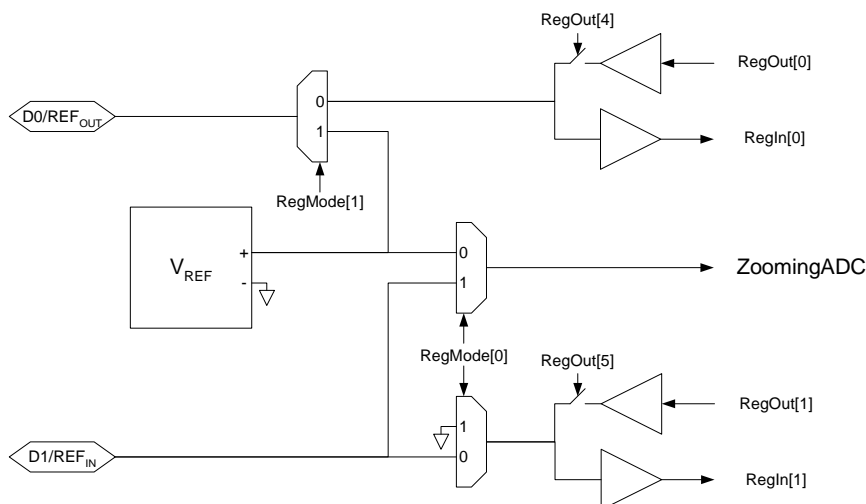 RegOut[4]
RegOut[0]
0
D0/REF_OUT
1
RegIn[0]
RegMode[1]
+
0
V_REF
ZoomingADC
-
1
RegMode[0]
RegOut[5]
RegOut[1]
1
D1/REF_IN
0
RegIn[1]